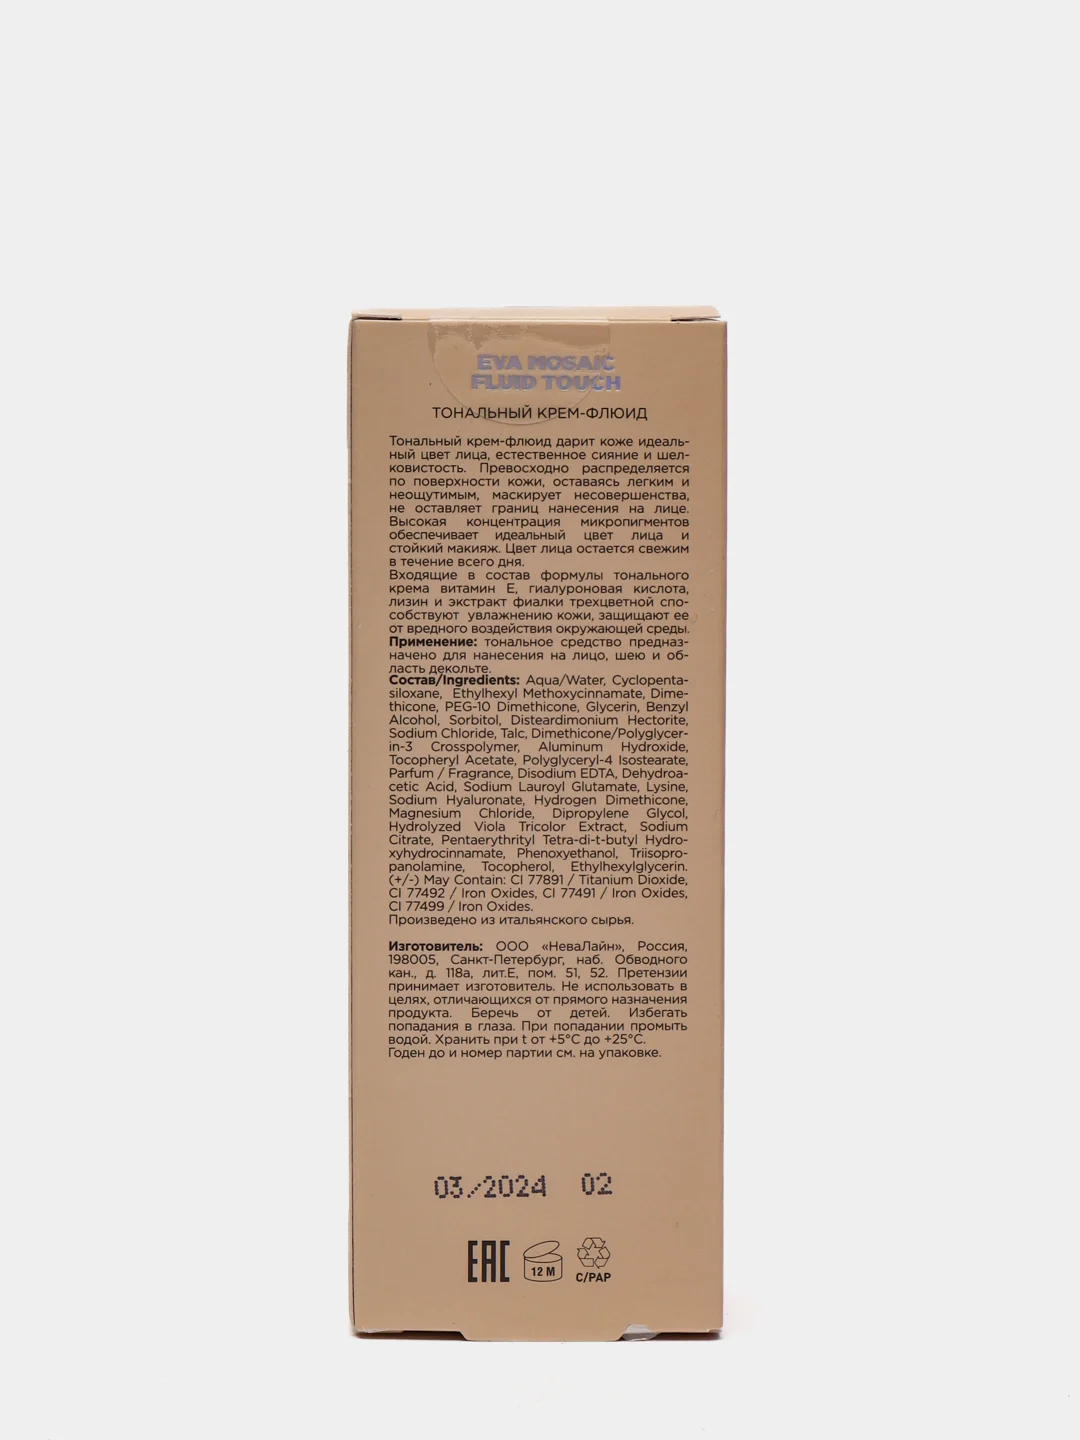 EVA MOSAIC
FLUID TOUCH
ТОНАЛЬНЫЙ КРЕМ-ФЛЮИД
Тональный крем-флюид дарит коже идеаль-
ный цвет лица, естественное сияние и шел-
ковистость. Превосходно распределяется
по поверхности кожи, оставаясь легким и
неощутимым, маскирует несовершенства,
не оставляет границ нанесения на лице.
Высокая концентрация микропигментов
обеспечивает идеальный цвет лица и
стойкий макияж. Цвет лица остается свежим
в течение всего дня.
Входящие в состав формулы тонального
крема витамин Е, гиалуроновая кислота,
лизин и экстракт фиалки трехцветной спо-
собствуют увлажнению кожи, защищают ее
от вредного воздействия окружающей среды.
Применение: тональное средство предназ-
начено для нанесения на лицо, шею и об-
ласть декольте.
Состав/Ingredients: Aqua/Water, Cyclopenta-
siloxane, Ethylhexyl Methoxycinnamate, Dime-
thicone, PEG-10 Dimethicone, Glycerin, Benzyl
Alcohol, Sorbitol, Disteardimonium Hectorite,
Sodium Chloride, Talc, Dimethicone/Polyglycer-
in-3 Crosspolymer, Aluminum Hydroxide,
Tocopheryl Acetate, Polyglyceryl-4 Isostearate,
Parfum / Fragrance, Disodium EDTA, Dehydroa-
cetic Acid, Sodium Lauroyl Glutamate, Lysine,
Sodium Hyaluronate, Hydrogen Dimethicone,
Magnesium Chloride, Dipropylene Glycol,
Hydrolyzed Viola Tricolor Extract, Sodium
Citrate, Pentaerythrityl Tetra-di-t-butyl Hydro-
xyhydrocinnamate, Phenoxyethanol, Triisopro-
panolamine, Tocopherol, Ethylhexylglycerin.
(+/-) May Contain: CI 77891 / Titanium Dioxide,
CI 77492 / Iron Oxides, CI 77491 / Iron Oxides,
CI 77499 / Iron Oxides.
Произведено из итальянского сырья.
Изготовитель: ООО «НеваЛайн», Россия,
198005, Санкт-Петербург, наб. Обводного
кан., д. 118а, лит.Е, пом. 51, 52. Претензии
принимает изготовитель. Не использовать в
целях, отличающихся от прямого назначения
продукта. Беречь от детей. Избегать
попадания в глаза. При попадании промыть
водой. Хранить при t от +5°С до +25°С.
Годен до и номер партии см. на упаковке.
03/2024 02
EAC 12 M C/PAP